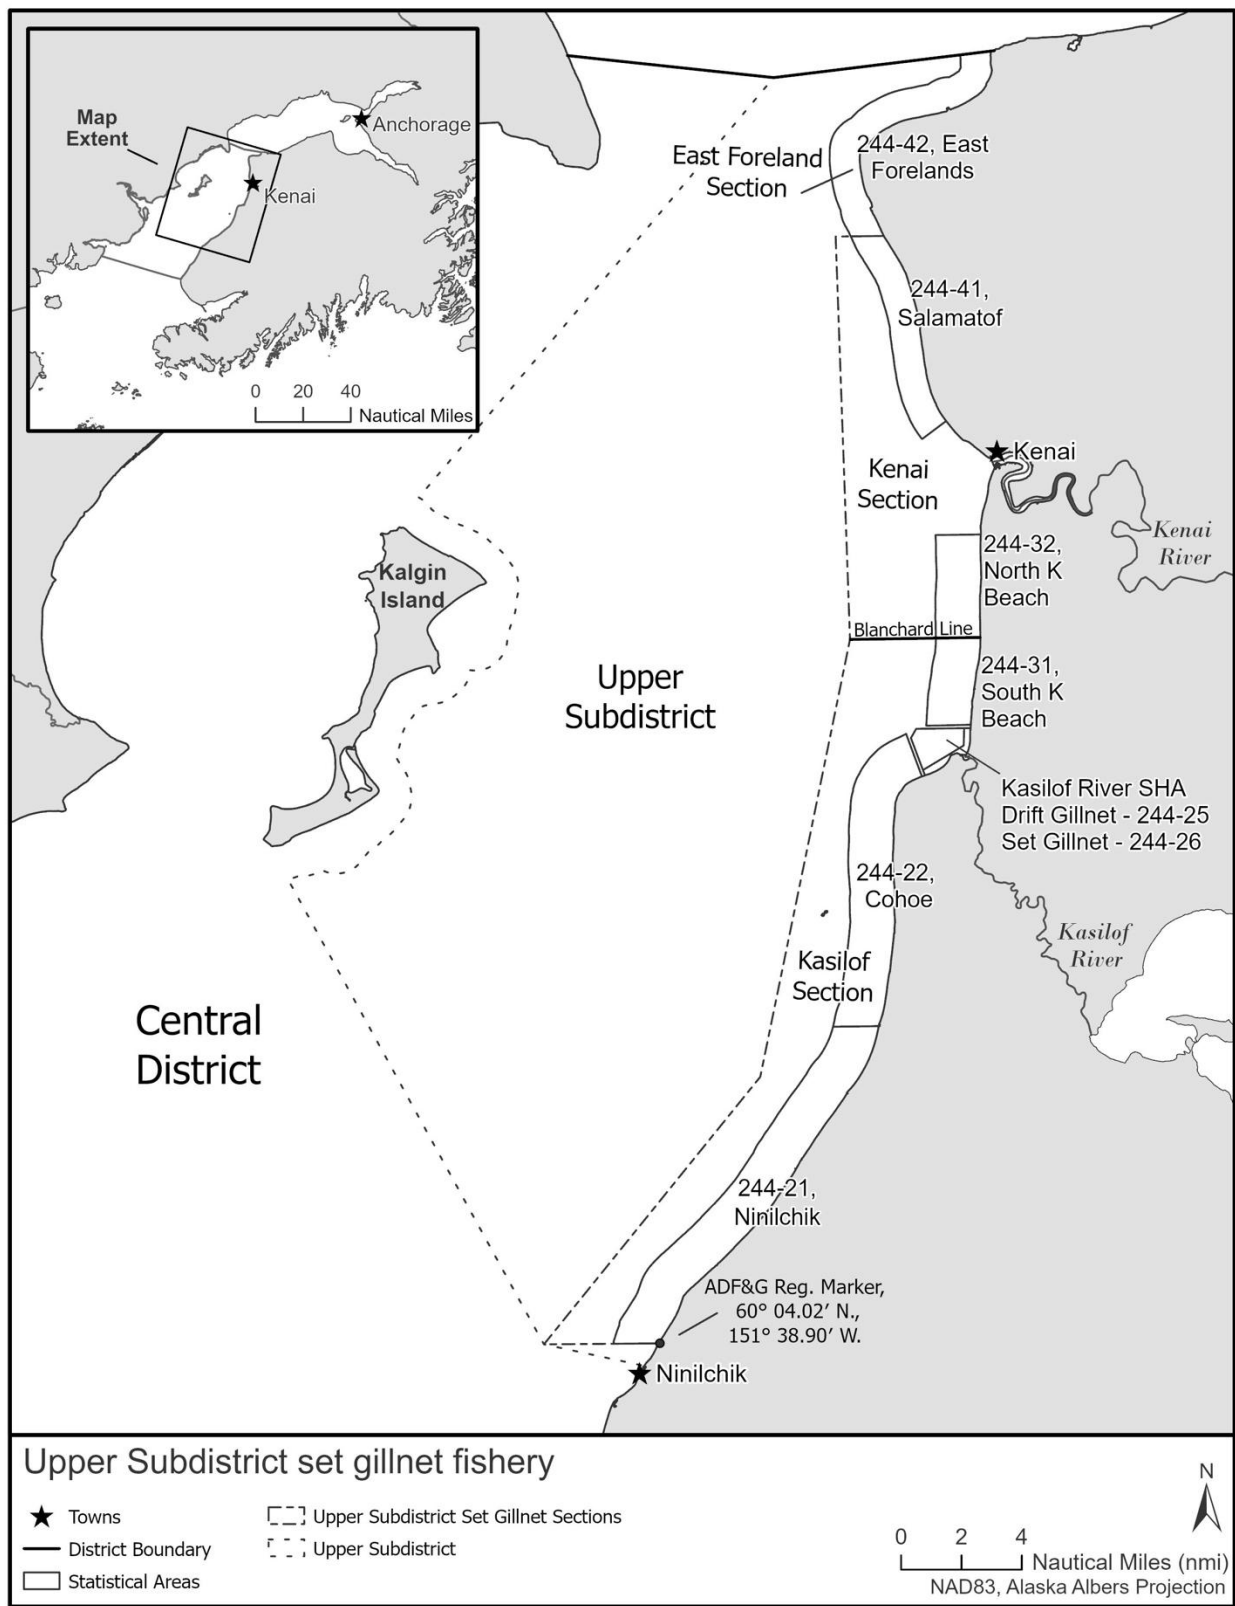 Map
Extent
Anchorage
Kenai
0 20 40
Nautical Miles
East Foreland
Section
244-42, East
Forelands
244-41,
Salamatof
Kenai
Kenai
Section
Kenai
River
244-32,
North K
Beach
Kalgin
Island
Blanchard Line
Upper
Subdistrict
244-31,
South K
Beach
Kasilof River SHA
Drift Gillnet - 244-25
Set Gillnet - 244-26
244-22,
Cohoe
Kasilof
River
Kasilof
Section
Central
District
244-21,
Ninilchik
ADF&G Reg. Marker,
60° 04.02′ N.,
151° 38.90′ W.
Ninilchik
Upper Subdistrict set gillnet fishery
Towns
District Boundary
Statistical Areas
Upper Subdistrict Set Gillnet Sections
Upper Subdistrict
N
0 2 4
Nautical Miles (nmi)
NAD83, Alaska Albers Projection